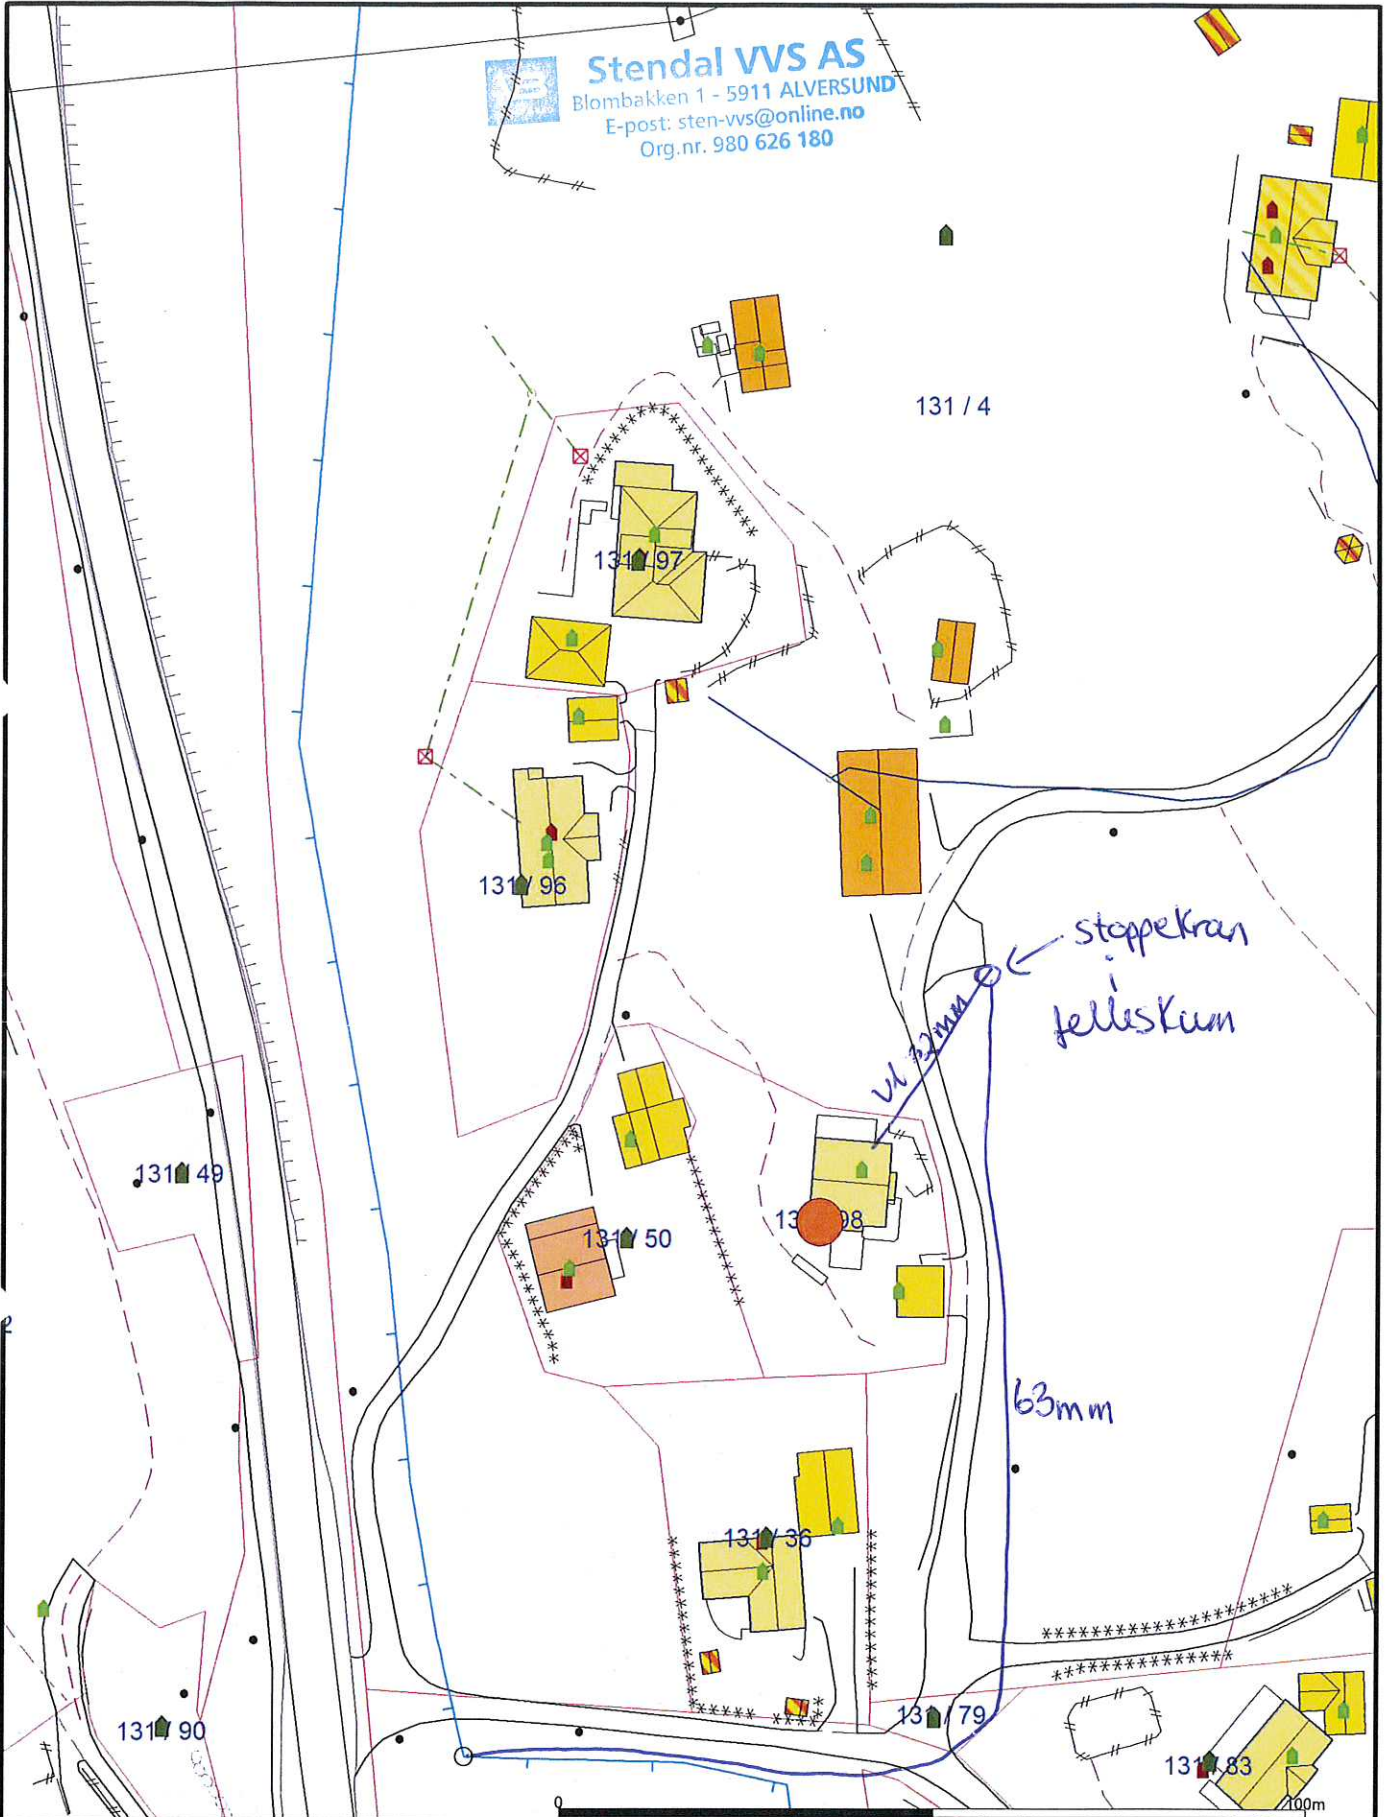 Stendal VVS AS
Blombakken 1 - 5911 ALVERSUND
E-post: sten-vvs@online.no
Org.nr. 980 626 180
131 / 4
131 / 97
131 / 96
stoppekran
i
felleskum
vl 32mm
131 / 49
131 / 50
98
63mm
131 / 36
131 / 79
131 / 90
131 / 83
0
100m